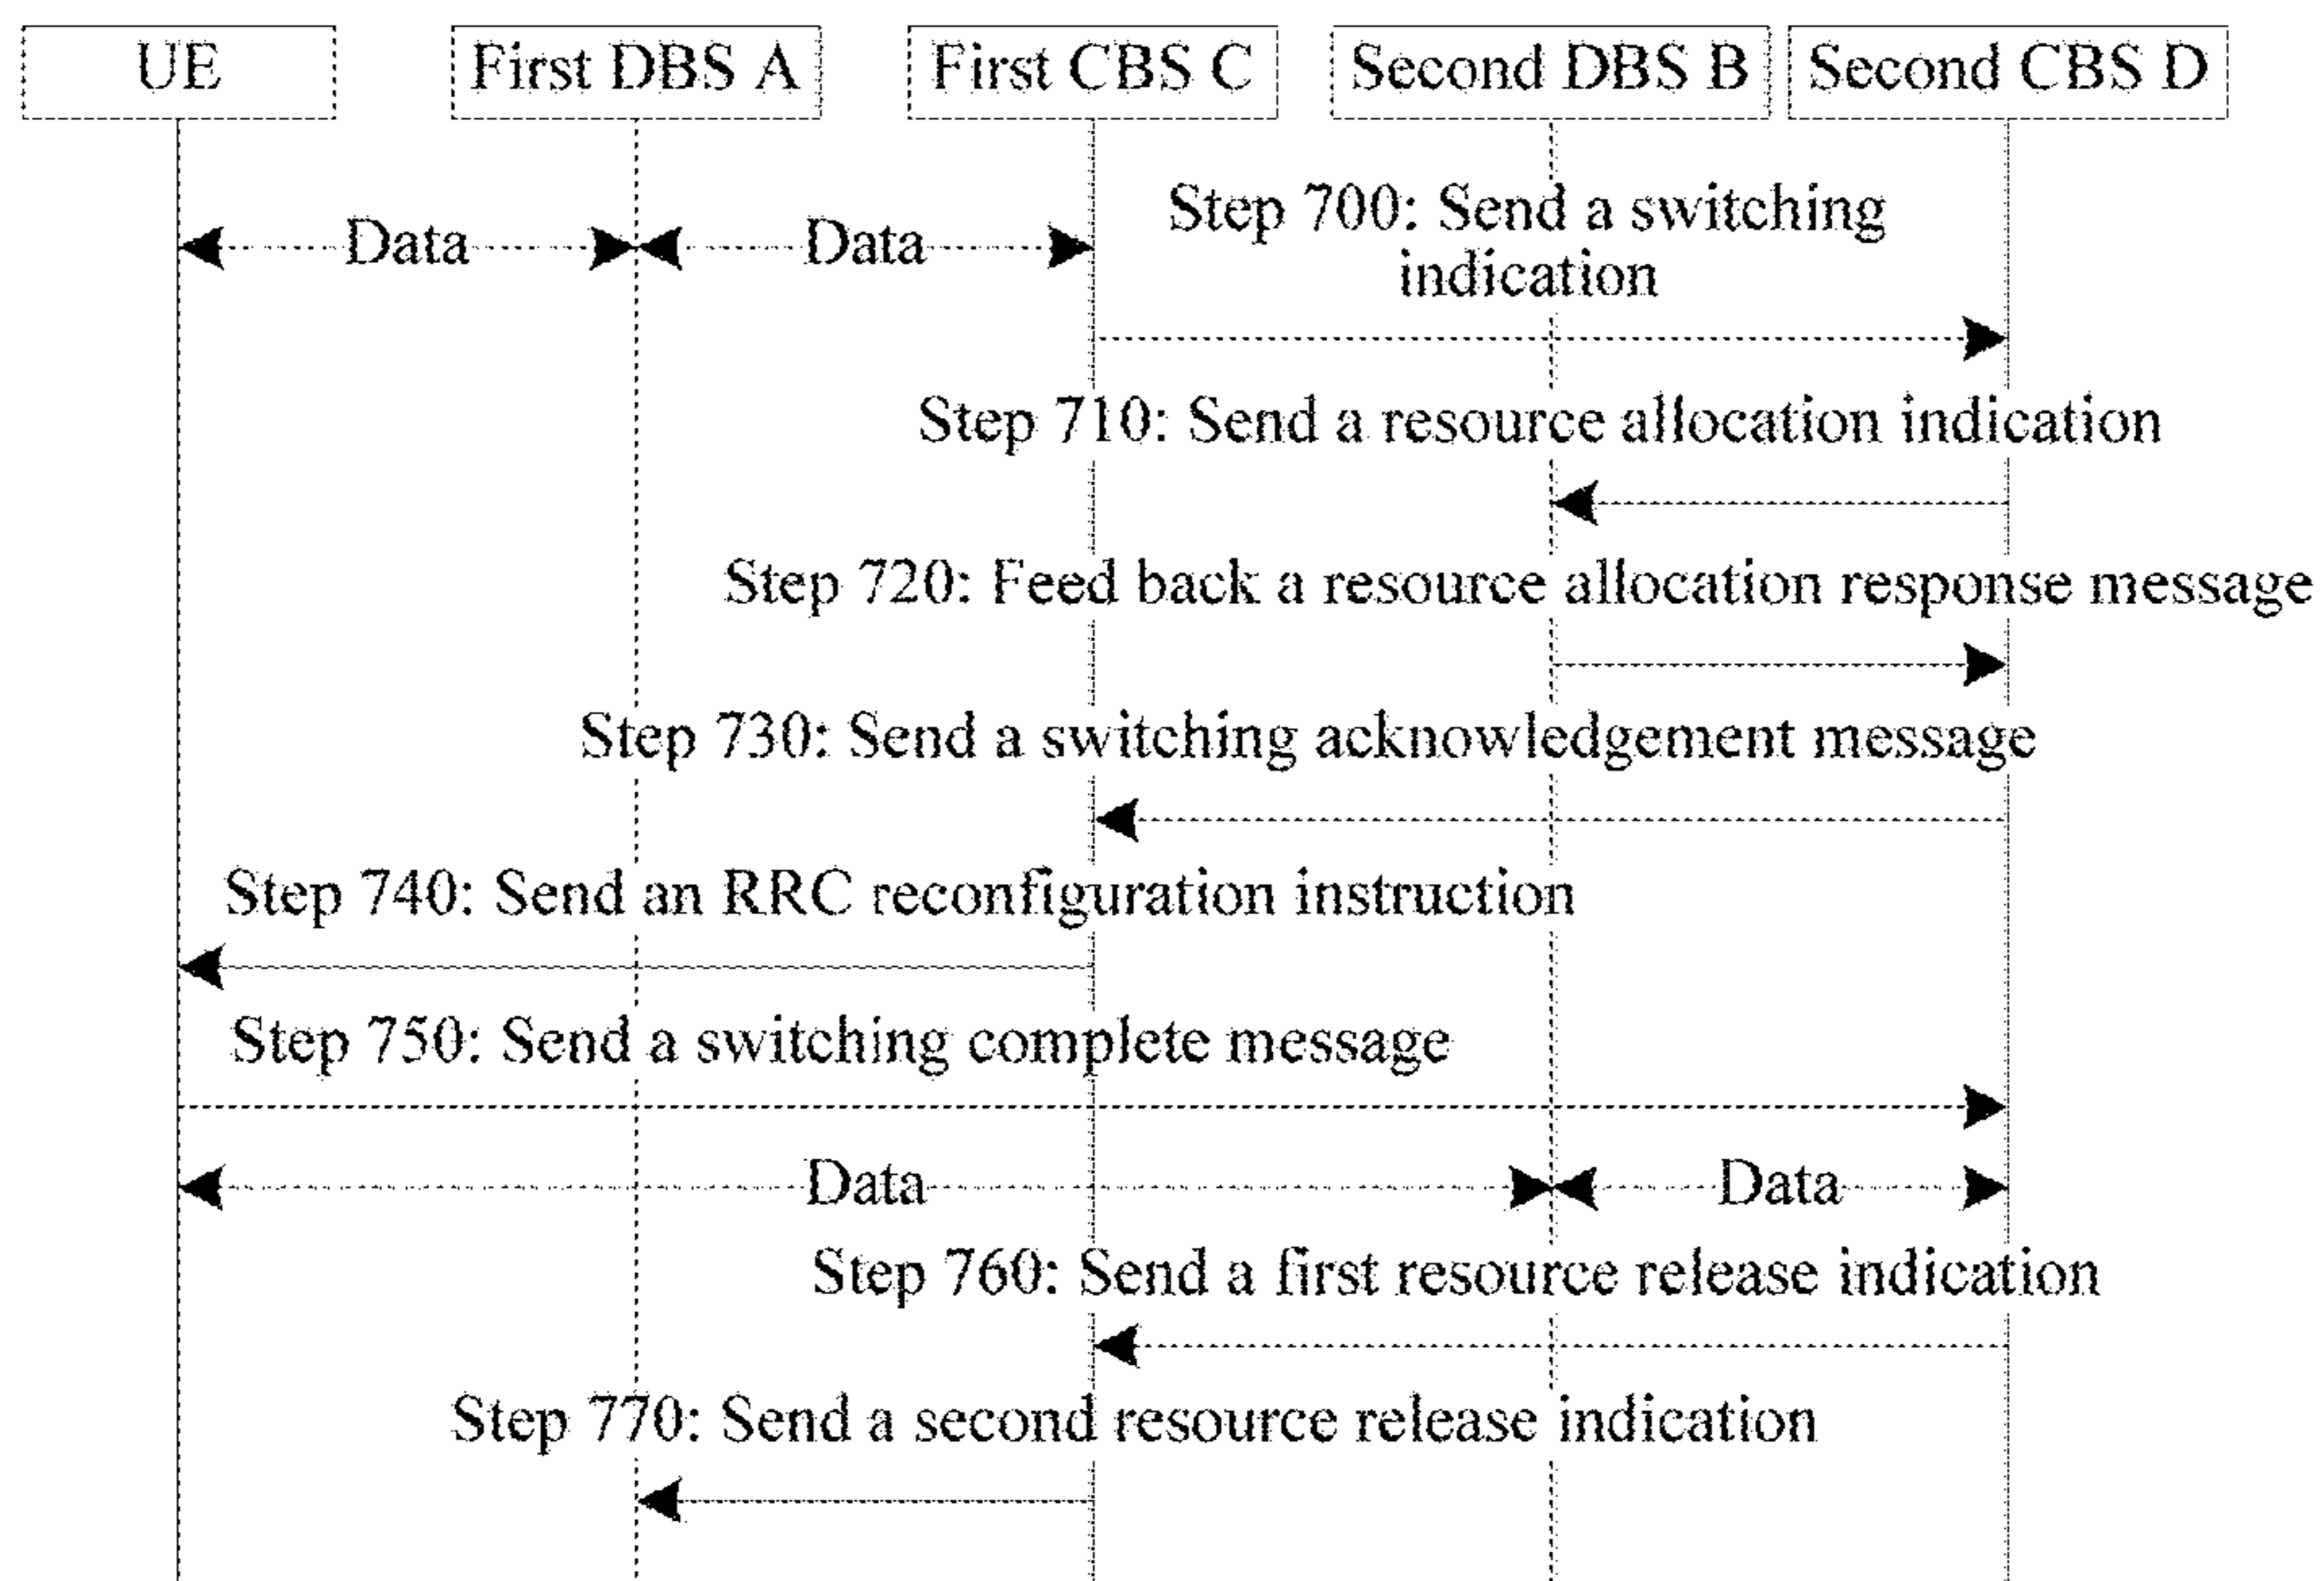 UE
First DBS A
First CBS C
Second DBS B
Second CBS D
Data
Data
Step 700: Send a switching
indication
Step 710: Send a resource allocation indication
Step 720: Feed back a resource allocation response message
Step 730: Send a switching acknowledgement message
Step 740: Send an RRC reconfiguration instruction
Step 750: Send a switching complete message
Data
Data
Step 760: Send a first resource release indication
Step 770: Send a second resource release indication